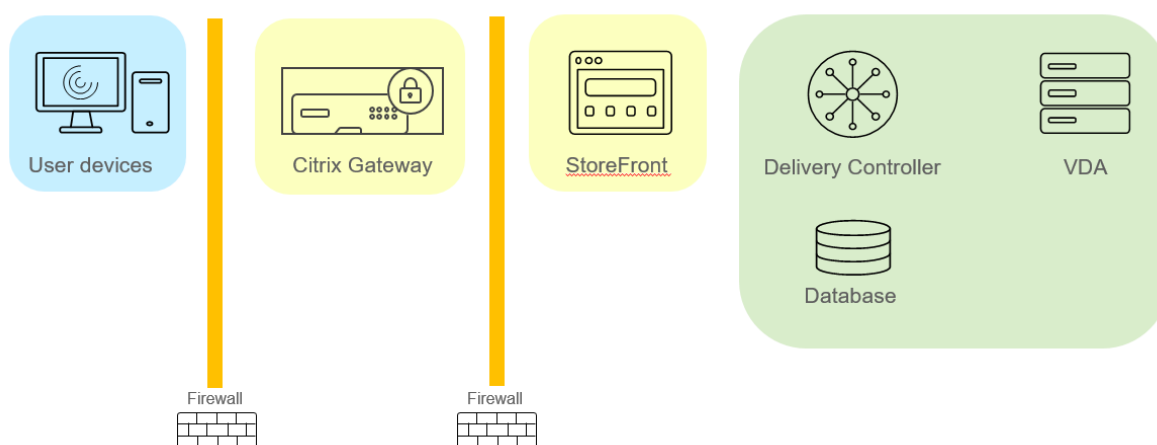 User devices
Citrix Gateway
StoreFront
Delivery Controller
VDA
Database
Firewall
Firewall